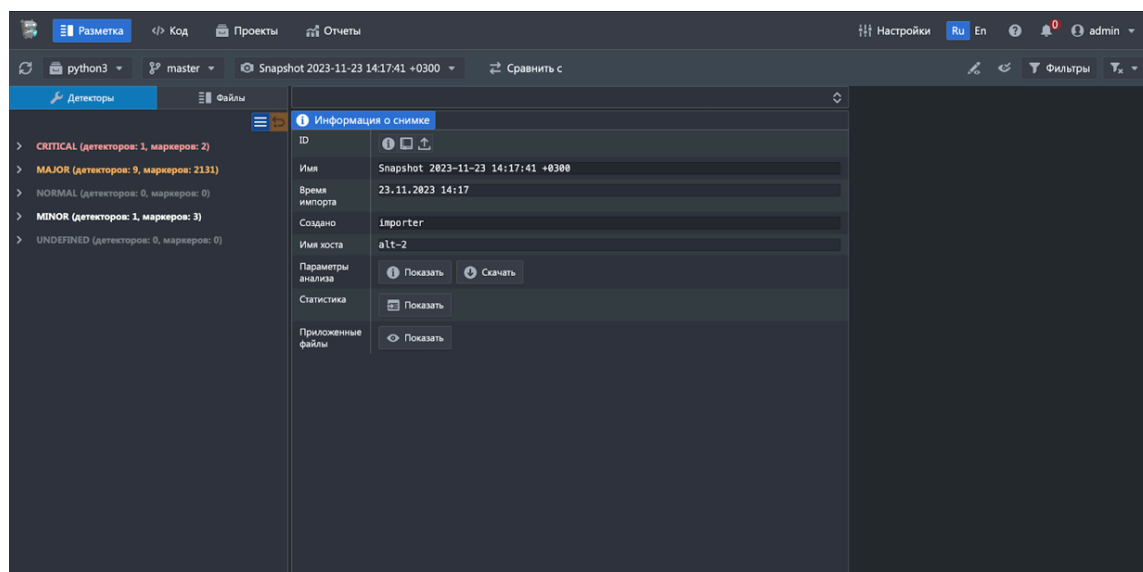 Разметка </> Код Проекты Отчеты Настройки Ru En 0 admin
python3 master Snapshot 2023-11-23 14:17:41 +0300 Сравнить с Фильтры
Детекторы Файлы
Информация о снимке
ID
CRITICAL (детекторов: 1, маркеров: 2)
MAJOR (детекторов: 9, маркеров: 2131)
NORMAL (детекторов: 0, маркеров: 0)
MINOR (детекторов: 1, маркеров: 3)
UNDEFINED (детекторов: 0, маркеров: 0)
Имя Snapshot 2023-11-23 14:17:41 +0300
Время 23.11.2023 14:17
импорта
Создано importer
Имя хоста alt-2
Параметры Показать Скачать
анализа
Статистика Показать
Приложенные Показать
файлы